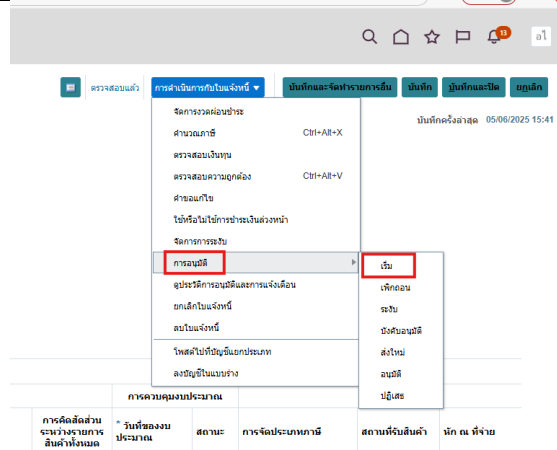 13
อไ
ตรวจสอบแล้ว
การดำเนินการกับใบแจ้งหนี้
บันทึกและจัดทำรายการอื่น
บันทึก
บันทึกและปิด
ยกเลิก
บันทึกครั้งล่าสุด 05/06/2025 15:41
จัดการงวดผ่อนชำระ
คำนวณภาษี Ctrl+Alt+X
ตรวจสอบเงินทุน
ตรวจสอบความถูกต้อง Ctrl+Alt+V
คำขอแก้ไข
ใช้หรือไม่ใช้การชำระเงินล่วงหน้า
จัดการการระงับ
การอนุมัติ
ดูประวัติการอนุมัติและการแจ้งเตือน
ยกเลิกใบแจ้งหนี้
ลบใบแจ้งหนี้
โพสต์ไปที่บัญชีแยกประเภท
ลงบัญชีในแบบร่าง
เริ่ม
เพิกถอน
ระงับ
บังคับอนุมัติ
ส่งใหม่
อนุมัติ
ปฏิเสธ
การควบคุมงบประมาณ
การคิดสัดส่วน
ระหว่างรายการ
สินค้าทั้งหมด
* วันที่ของงบ
ประมาณ
สถานะ
การจัดประเภทภาษี
สถานที่รับสินค้า
หัก ณ ที่จ่าย